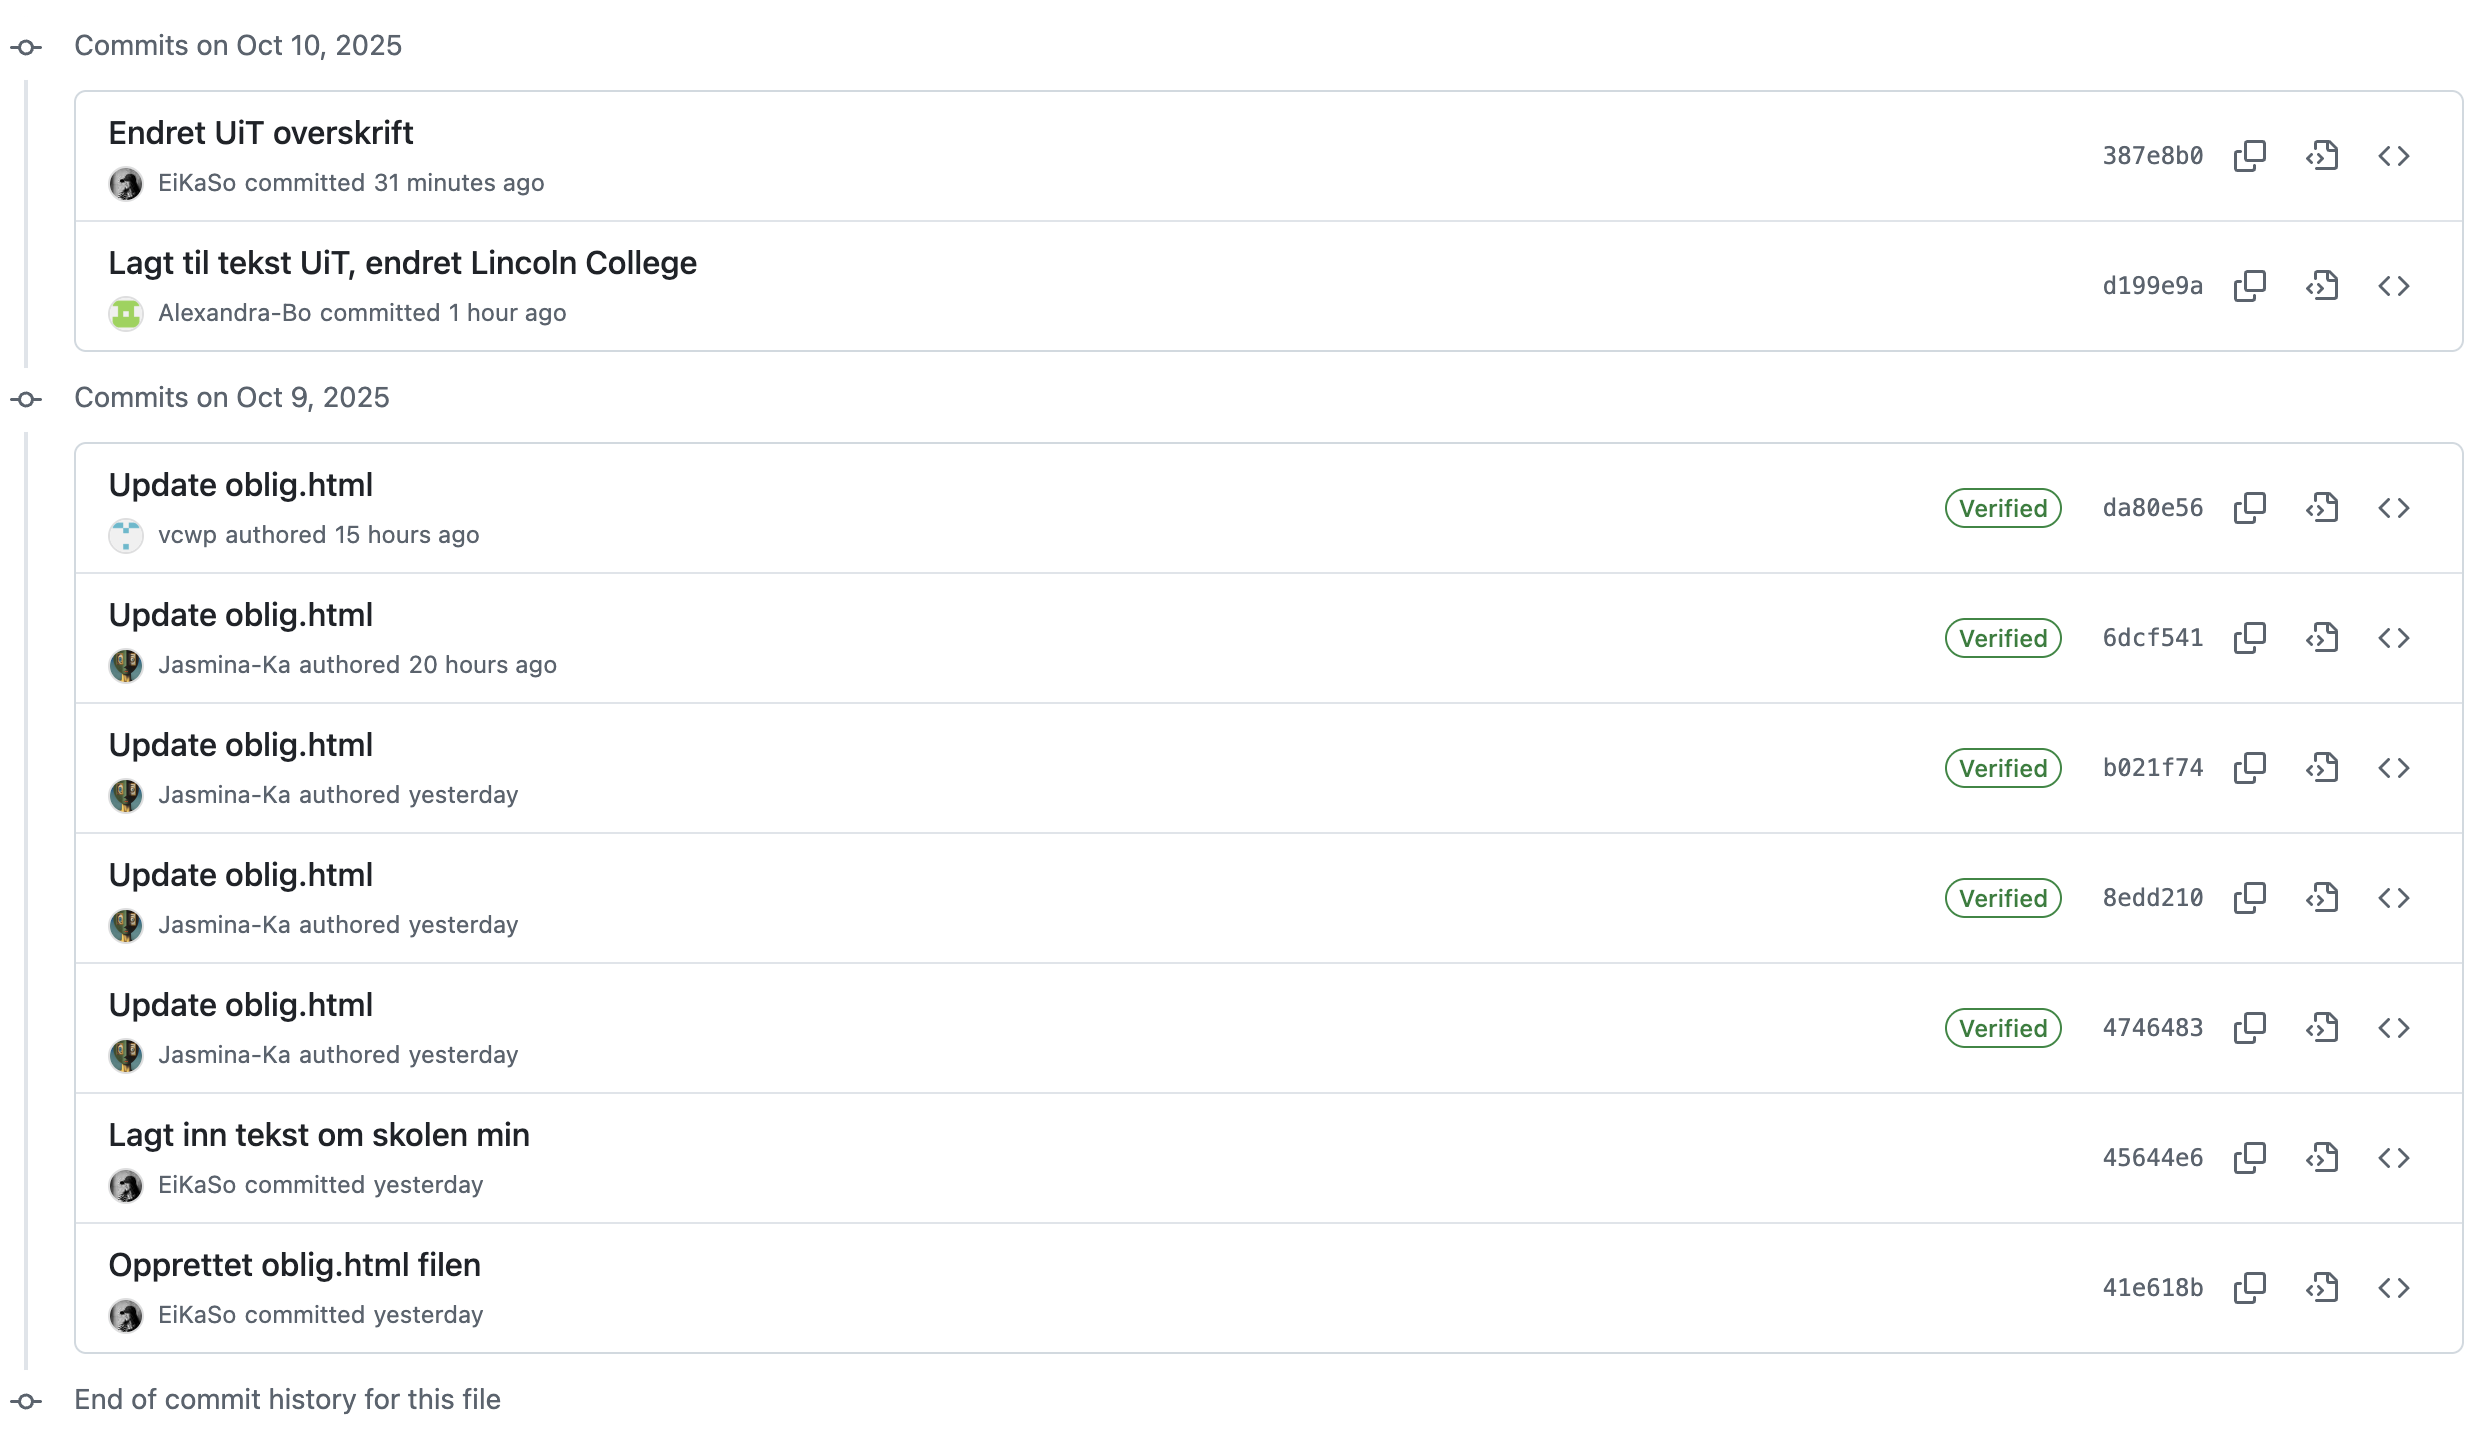 Commits on Oct 10, 2025
Endret UiT overskrift
EiKaSo committed 31 minutes ago
387e8b0
Lagt til tekst UiT, endret Lincoln College
Alexandra-Bo committed 1 hour ago
d199e9a
Commits on Oct 9, 2025
Update oblig.html
vcwp authored 15 hours ago
Verified da80e56
Update oblig.html
Jasmina-Ka authored 20 hours ago
Verified 6dcf541
Update oblig.html
Jasmina-Ka authored yesterday
Verified b021f74
Update oblig.html
Jasmina-Ka authored yesterday
Verified 8edd210
Update oblig.html
Jasmina-Ka authored yesterday
Verified 4746483
Lagt inn tekst om skolen min
EiKaSo committed yesterday
45644e6
Opprettet oblig.html filen
EiKaSo committed yesterday
41e618b
End of commit history for this file